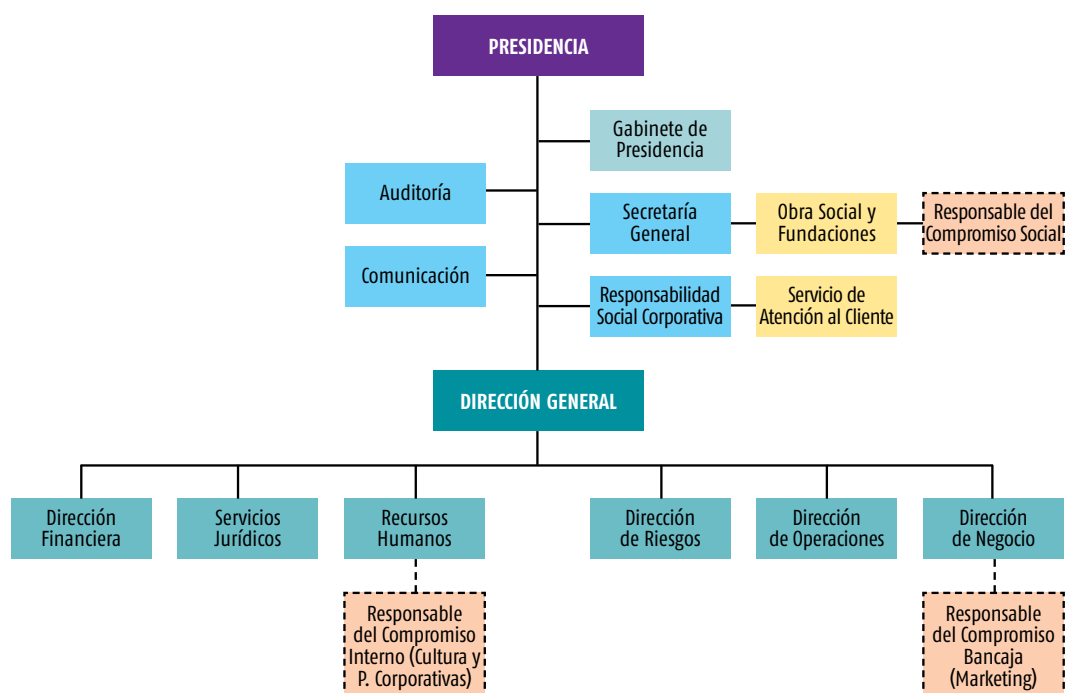 PRESIDENCIA
Gabinete de
Presidencia
Auditoría
Secretaría
General
Obra Social y
Fundaciones
Responsable del
Compromiso Social
Comunicación
Responsabilidad
Social Corporativa
Servicio de
Atención al Cliente
DIRECCIÓN GENERAL
Dirección
Financiera
Servicios
Jurídicos
Recursos
Humanos
Dirección
de Riesgos
Dirección
de Operaciones
Dirección
de Negocio
Responsable
del Compromiso
Interno (Cultura y
P. Corporativas)
Responsable
del Compromiso
Bancaja
(Marketing)